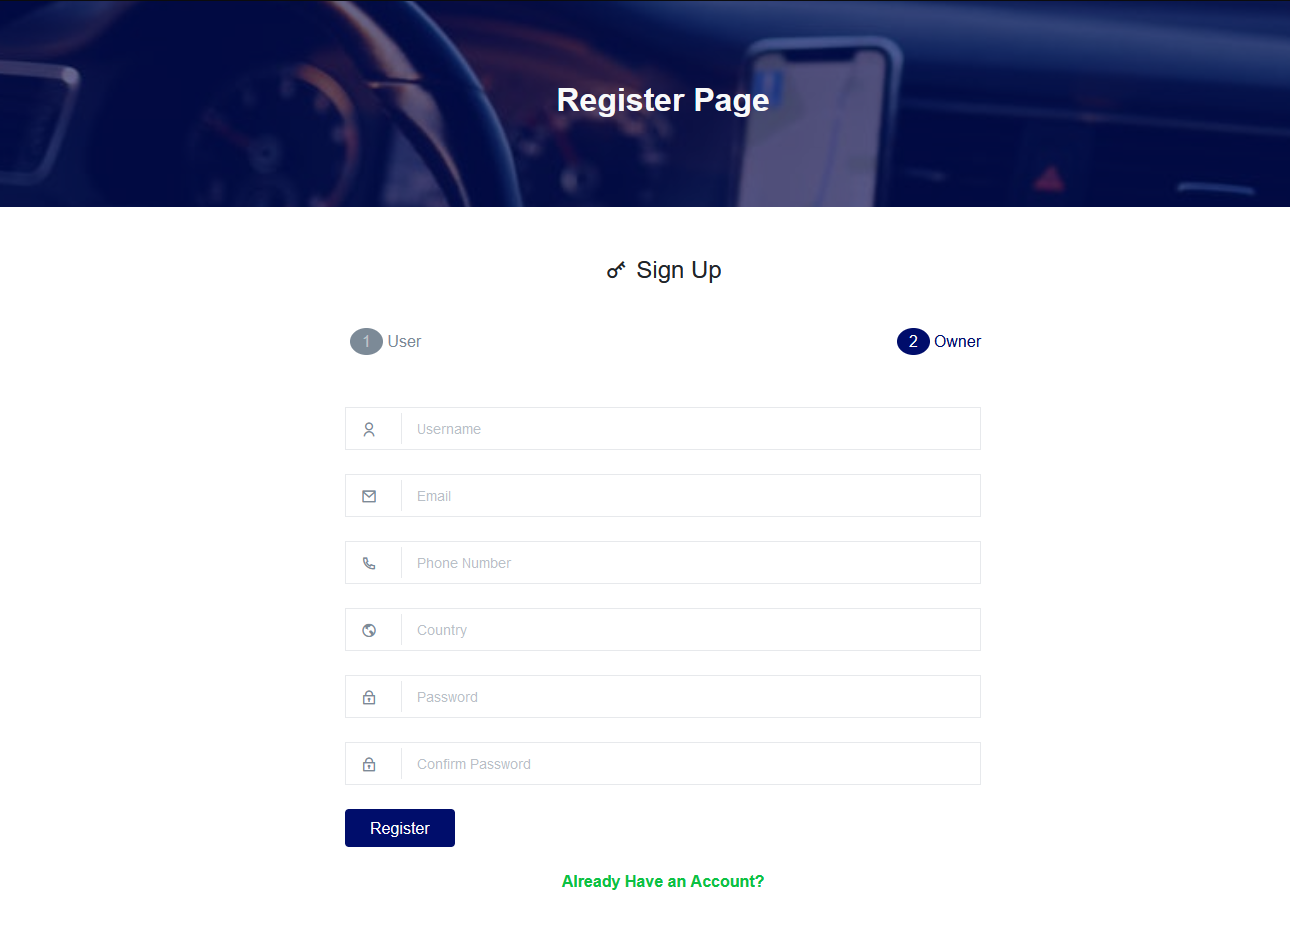 Register Page
Sign Up
1 User
2 Owner
Username
Email
Phone Number
Country
Password
Confirm Password
Register
Already Have an Account?